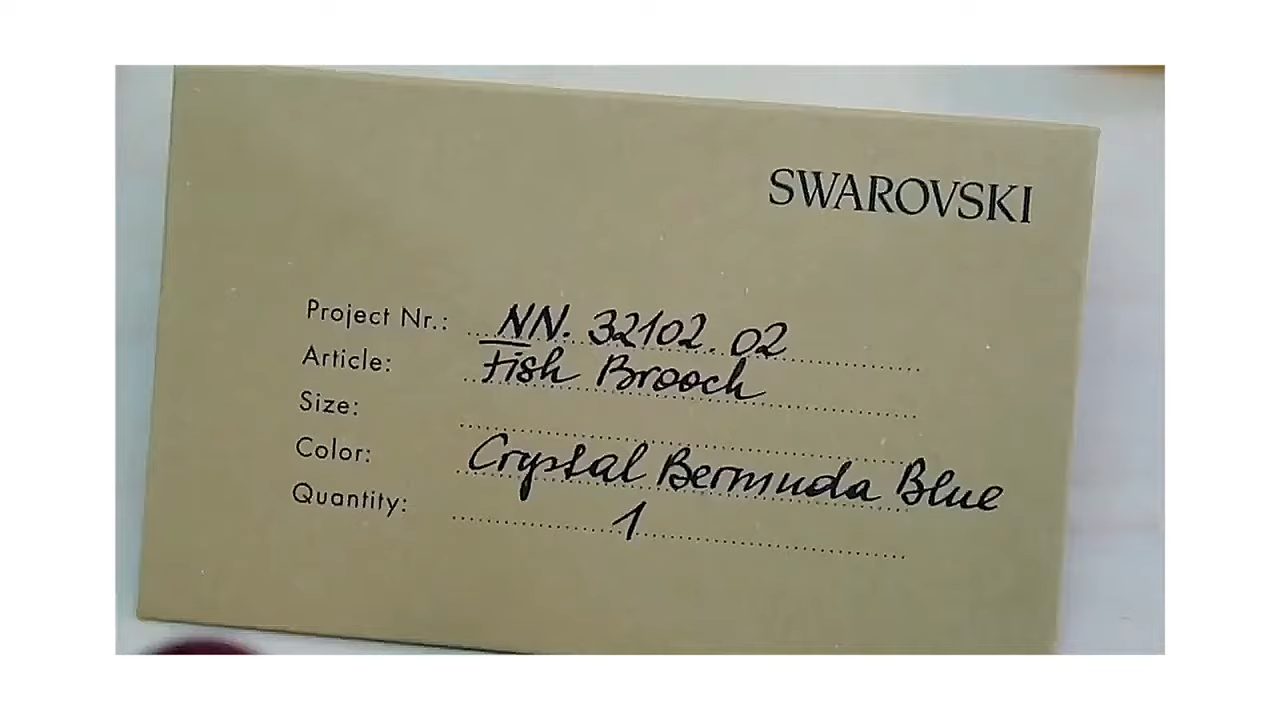 SWAROVSKI
Project Nr.: NN. 32102.02
Article: Fish Brooch
Size:
Color: Crystal Bermuda Blue
Quantity: 1